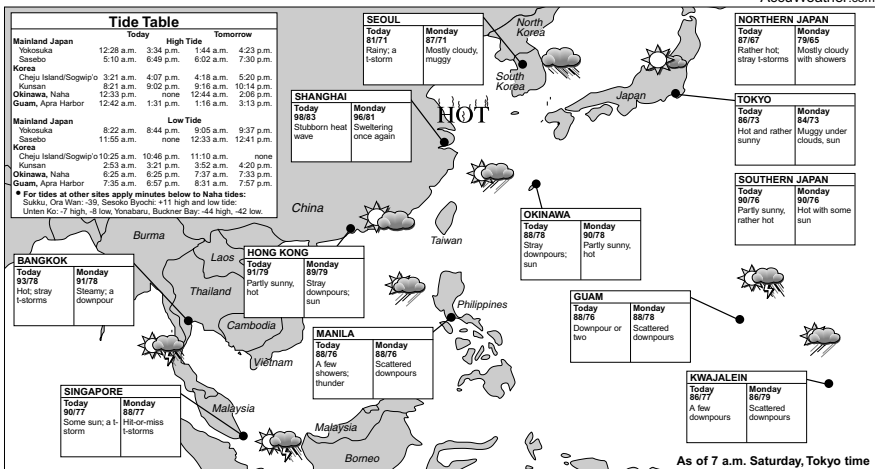 AccuWeather.com
Tide Table
Today Tomorrow
Mainland Japan High Tide
Yokosuka 12:28 a.m. 3:34 p.m. 1:44 a.m. 4:23 p.m.
Sasebo 5:10 a.m. 6:49 p.m. 6:02 a.m. 7:30 p.m.
Korea
Cheju Island/Sogwip'o 3:21 a.m. 4:07 p.m. 4:18 a.m. 5:20 p.m.
Kunsan 8:21 a.m. 9:02 p.m. 9:16 a.m. 10:14 p.m.
Okinawa, Naha 12:33 p.m. none 12:44 a.m. 2:06 p.m.
Guam, Apra Harbor 12:42 a.m. 1:31 p.m. 1:16 a.m. 3:13 p.m.
Mainland Japan Low Tide
Yokosuka 8:22 a.m. 8:44 p.m. 9:05 a.m. 9:37 p.m.
Sasebo 11:55 a.m. none 12:33 a.m. 12:41 p.m.
Korea
Cheju Island/Sogwip'o 10:25 a.m. 10:46 p.m. 11:10 a.m. none
Kunsan 2:53 a.m. 3:21 p.m. 3:52 a.m. 4:20 p.m.
Okinawa, Naha 6:25 a.m. 6:25 p.m. 7:37 a.m. 7:33 p.m.
Guam, Apra Harbor 7:35 a.m. 6:57 p.m. 8:31 a.m. 7:57 p.m.
• For tides at other sites apply minutes below to Naha tides:
Sukku, Ora Wan: -39, Sesoko Byochi: +11 high and low tide:
Unten Ko: -7 high, -8 low, Yonabaru, Buckner Bay: -44 high, -42 low.
SEOUL
Today Monday
81/71 87/71
Rainy; a Mostly cloudy,
t-storm muggy
North
Korea
South
Korea
Japan
NORTHERN JAPAN
Today Monday
87/67 79/65
Rather hot; Mostly cloudy
stray t-storms with showers
SHANGHAI
Today Monday
98/83 96/81
Stubborn heat Sweltering
wave once again
HOT
TOKYO
Today Monday
86/73 84/73
Hot and rather Muggy under
sunny clouds, sun
SOUTHERN JAPAN
Today Monday
90/76 90/76
Partly sunny, Hot with some
rather hot sun
China
Taiwan
OKINAWA
Today Monday
88/78 90/78
Stray Partly sunny,
downpours; hot
sun
Burma
Laos
Thailand
Cambodia
Vietnam
HONG KONG
Today Monday
91/79 89/79
Partly sunny, Stray
hot downpours;
sun
BANGKOK
Today Monday
93/78 91/78
Hot; stray Steamy; a
t-storms downpour
Philippines
GUAM
Today Monday
88/76 88/78
Downpour or Scattered
two downpours
MANILA
Today Monday
88/76 88/76
A few Scattered
showers; downpours
thunder
KWAJALEIN
Today Monday
86/77 86/79
A few Scattered
downpours downpours
SINGAPORE
Today Monday
90/77 88/77
Some sun; a t- Hit-or-miss
storm t-storms
Malaysia
Malaysia
Borneo
As of 7 a.m. Saturday, Tokyo time